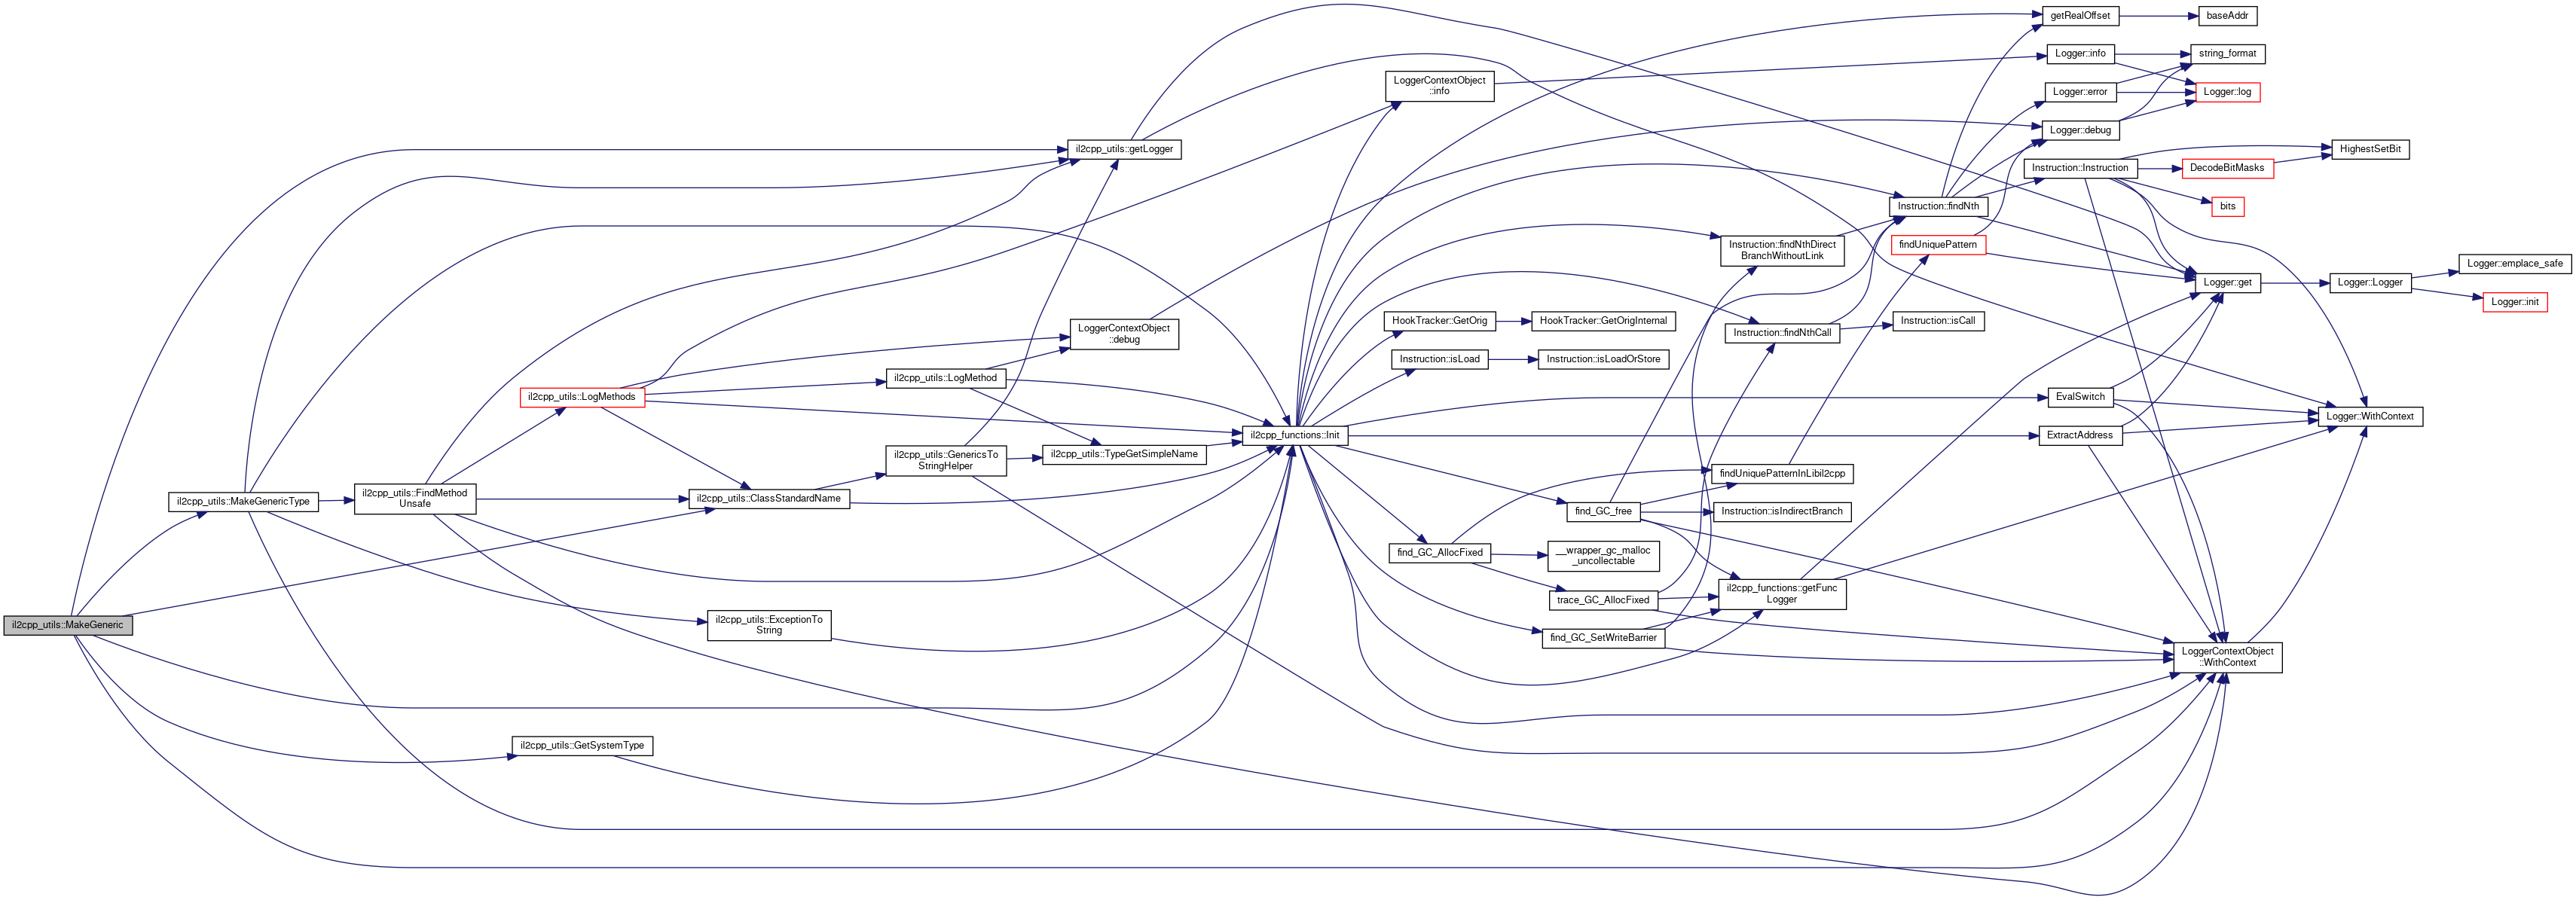 il2cpp_utils::MakeGeneric
il2cpp_utils::MakeGenericType
il2cpp_utils::FindMethod
Unsafe
il2cpp_utils::LogMethods
il2cpp_utils::GetSystemType
il2cpp_utils::ClassStandardName
il2cpp_utils::ExceptionTo
String
il2cpp_utils::LogMethod
il2cpp_utils::GenericsTo
StringHelper
il2cpp_utils::getLogger
LoggerContextObject
::debug
il2cpp_utils::TypeGetSimpleName
il2cpp_functions::Init
LoggerContextObject
::info
HookTracker::GetOrig
Instruction::isLoad
find_GC_AllocFixed
HookTracker::GetOrigInternal
Instruction::isLoadOrStore
find_GC_free
__wrapper_gc_malloc
_uncollectable
trace_GC_AllocFixed
find_GC_SetWriteBarrier
Instruction::findNthDirect
BranchWithoutLink
Instruction::findNthCall
findUniquePatternInLibil2cpp
Instruction::isIndirectBranch
il2cpp_functions::getFunc
Logger
Instruction::findNth
findUniquePattern
Instruction::isCall
getRealOffset
Logger::info
Logger::error
Logger::debug
Instruction::Instruction
EvalSwitch
ExtractAddress
baseAddr
string_format
Logger::log
DecodeBitMasks
bits
Logger::get
LoggerContextObject
::WithContext
HighestSetBit
Logger::Logger
Logger::WithContext
Logger::emplace_safe
Logger::init